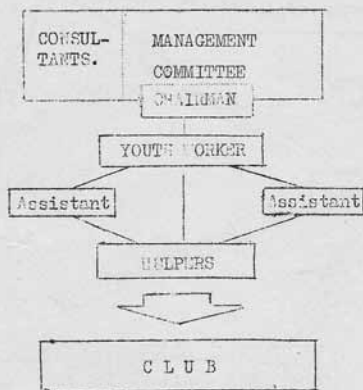 CONSUL-
TANTS.
MANAGEMENT
COMMITTEE
CHAIRMAN
YOUTH WORKER
Assistant
Assistant
HELPERS
C L U B